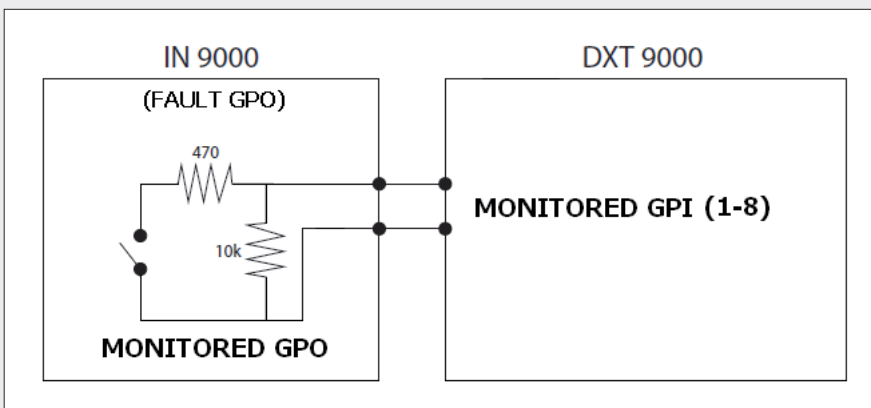 IN 9000
DXT 9000
(FAULT GPO)
470
MONITORED GPI (1-8)
10k
MONITORED GPO